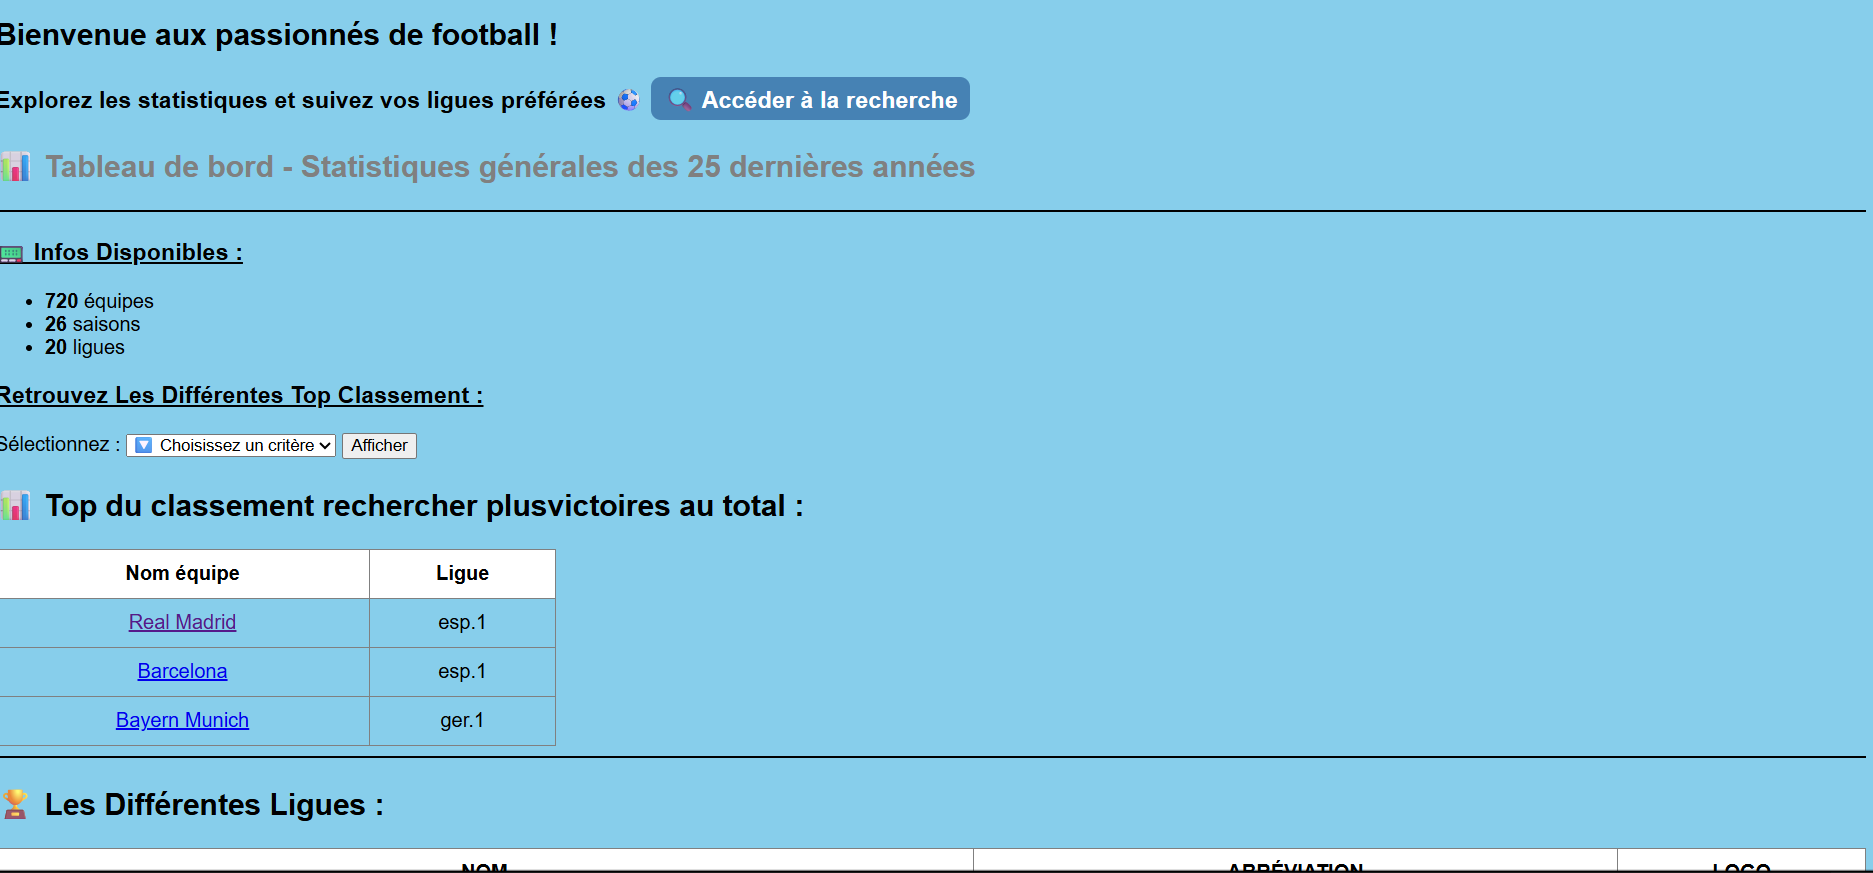 Bienvenue aux passionnés de football !
Explorez les statistiques et suivez vos ligues préférées ⚽ 🔍 Accéder à la recherche
📊 Tableau de bord - Statistiques générales des 25 dernières années
Infos Disponibles :
• 720 équipes
• 26 saisons
• 20 ligues
Retrouvez Les Différentes Top Classement :
Sélectionnez : 🔽 Choisissez un critère Afficher
📊 Top du classement rechercher plusvictoires au total :
Nom équipe Ligue
Real Madrid esp.1
Barcelona esp.1
Bayern Munich ger.1
🏆 Les Différentes Ligues :
NOM ABRÉVIATION LOGO